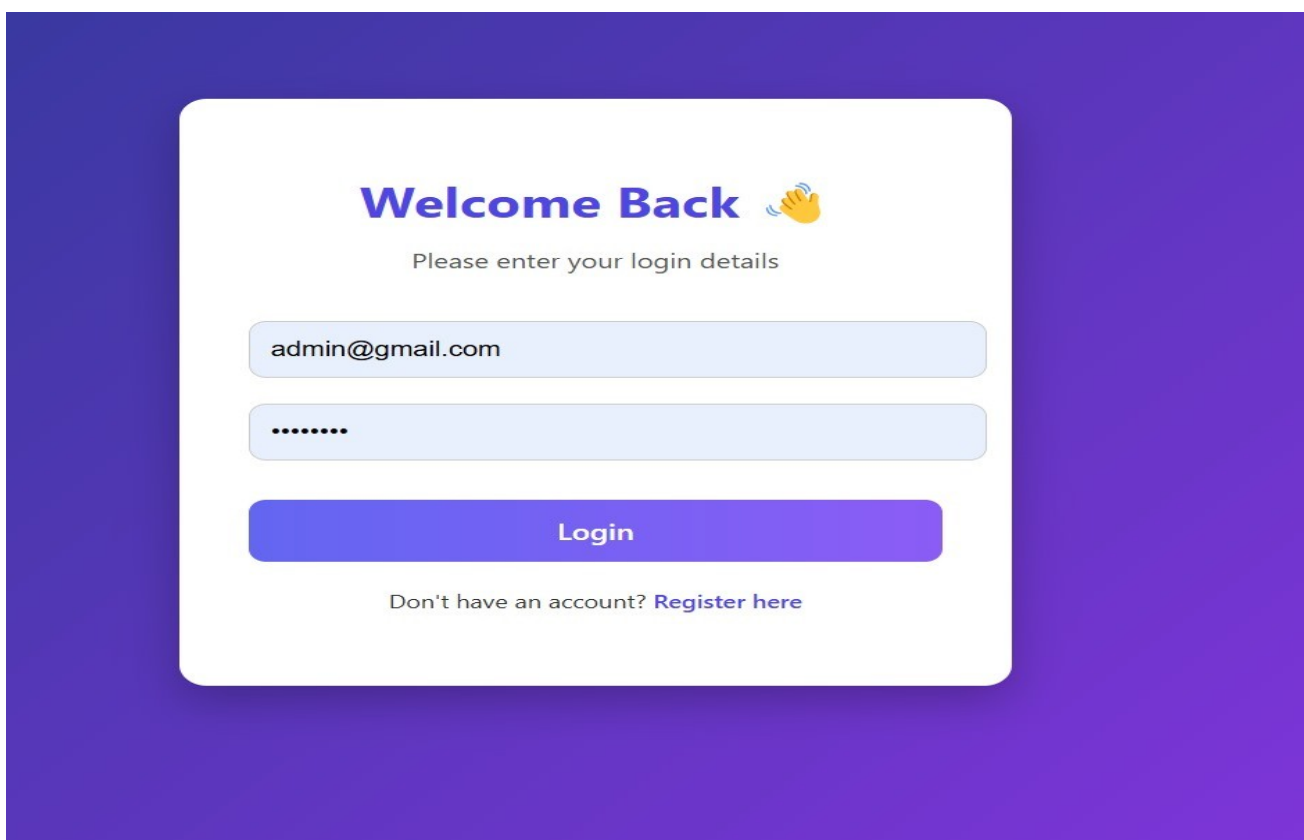 Welcome Back 👋
Please enter your login details
admin@gmail.com
••••••••
Login
Don't have an account? Register here